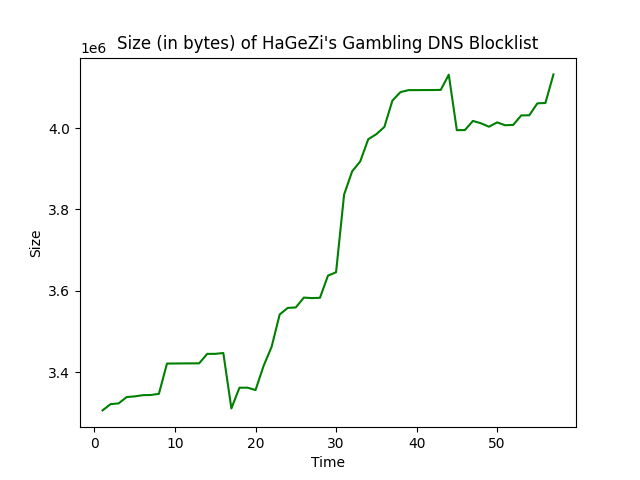 Size (in bytes) of HaGeZi's Gambling DNS Blocklist
1e6
4.0
3.8
3.6
3.4
Size
0 10 20 30 40 50
Time